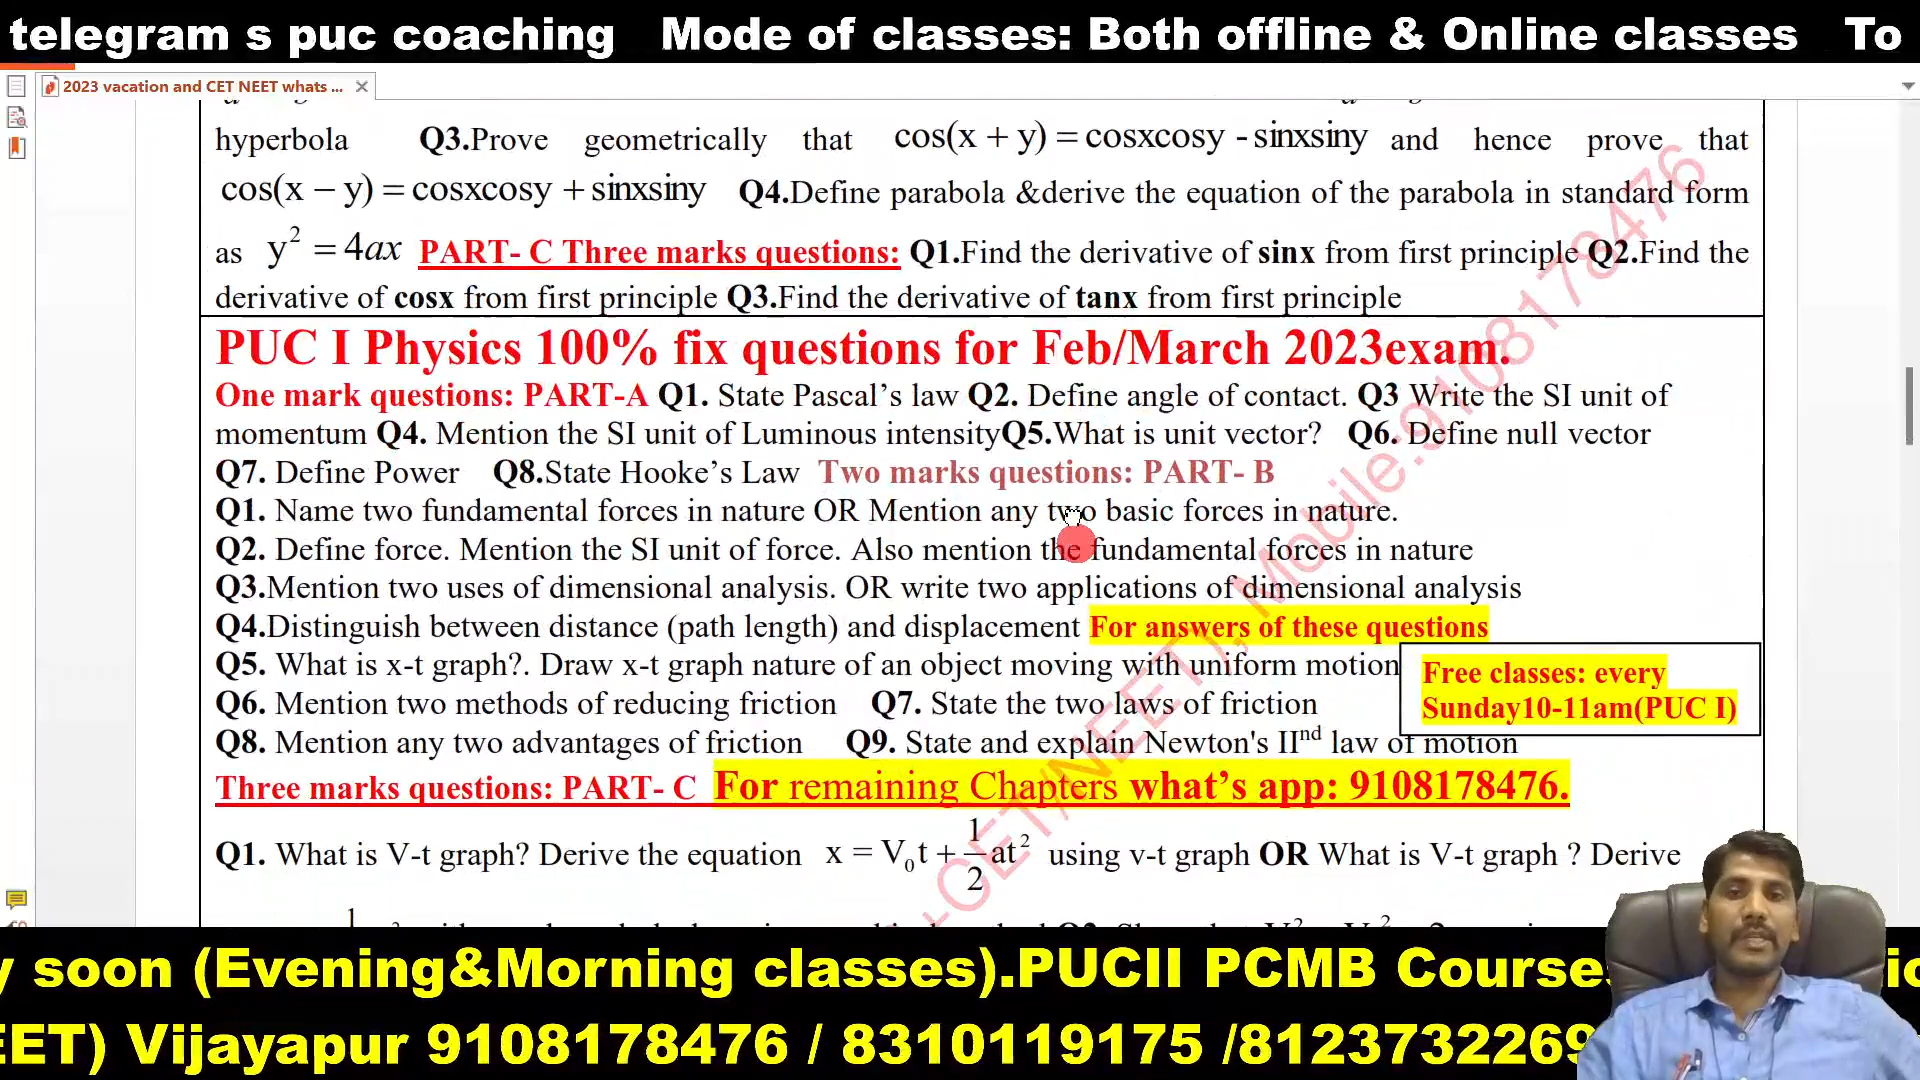 telegram s puc coaching Mode of classes: Both offline & Online classes To
2023 vacation and CET NEET whats ...
hyperbola Q3.Prove geometrically that cos(x + y) = cosxcosy - sinxsiny and hence prove that
cos(x − y) = cosxcosy + sinxsiny Q4.Define parabola &derive the equation of the parabola in standard form
as y² = 4ax PART- C Three marks questions: Q1.Find the derivative of sinx from first principle Q2.Find the
derivative of cosx from first principle Q3.Find the derivative of tanx from first principle
PUC I Physics 100% fix questions for Feb/March 2023exam.
One mark questions: PART-A Q1. State Pascal’s law Q2. Define angle of contact. Q3 Write the SI unit of
momentum Q4. Mention the SI unit of Luminous intensityQ5.What is unit vector? Q6. Define null vector
Q7. Define Power Q8.State Hooke’s Law Two marks questions: PART- B
Q1. Name two fundamental forces in nature OR Mention any two basic forces in nature.
Q2. Define force. Mention the SI unit of force. Also mention the fundamental forces in nature
Q3.Mention two uses of dimensional analysis. OR write two applications of dimensional analysis
Q4.Distinguish between distance (path length) and displacement For answers of these questions
Q5. What is x-t graph?. Draw x-t graph nature of an object moving with uniform motion
Free classes: every
Sunday10-11am(PUC I)
Q6. Mention two methods of reducing friction Q7. State the two laws of friction
Q8. Mention any two advantages of friction Q9. State and explain Newton's IInd law of motion
Three marks questions: PART- C For remaining Chapters what’s app: 9108178476.
Q1. What is V-t graph? Derive the equation x = V₀t + 1/2 at² using v-t graph OR What is V-t graph ? Derive
CET/NEET), Mobile:9108178476
y soon (Evening&Morning classes).PUCII PCMB Course
EET) Vijayapur 9108178476 / 8310119175 /8123732269